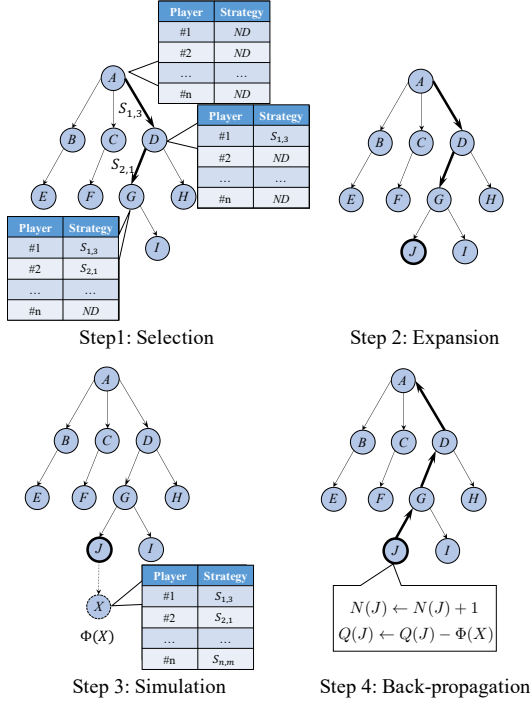 Player Strategy
#1 ND
#2 ND
... ...
#n ND
A
S1,3
B C D
Player Strategy
#1 S1,3
#2 ND
... ...
#n ND
S2,1
E F G H
Player Strategy
#1 S1,3
#2 S2,1
... ...
#n ND
I
Step1: Selection
A
B C D
E F G H
J I
Step 2: Expansion
A
B C D
E F G H
J I
X
Φ(X)
Player Strategy
#1 S1,3
#2 S2,1
... ...
#n Sn,m
Step 3: Simulation
A
B C D
E F G H
J I
N(J) ← N(J) + 1
Q(J) ← Q(J) − Φ(X)
Step 4: Back-propagation